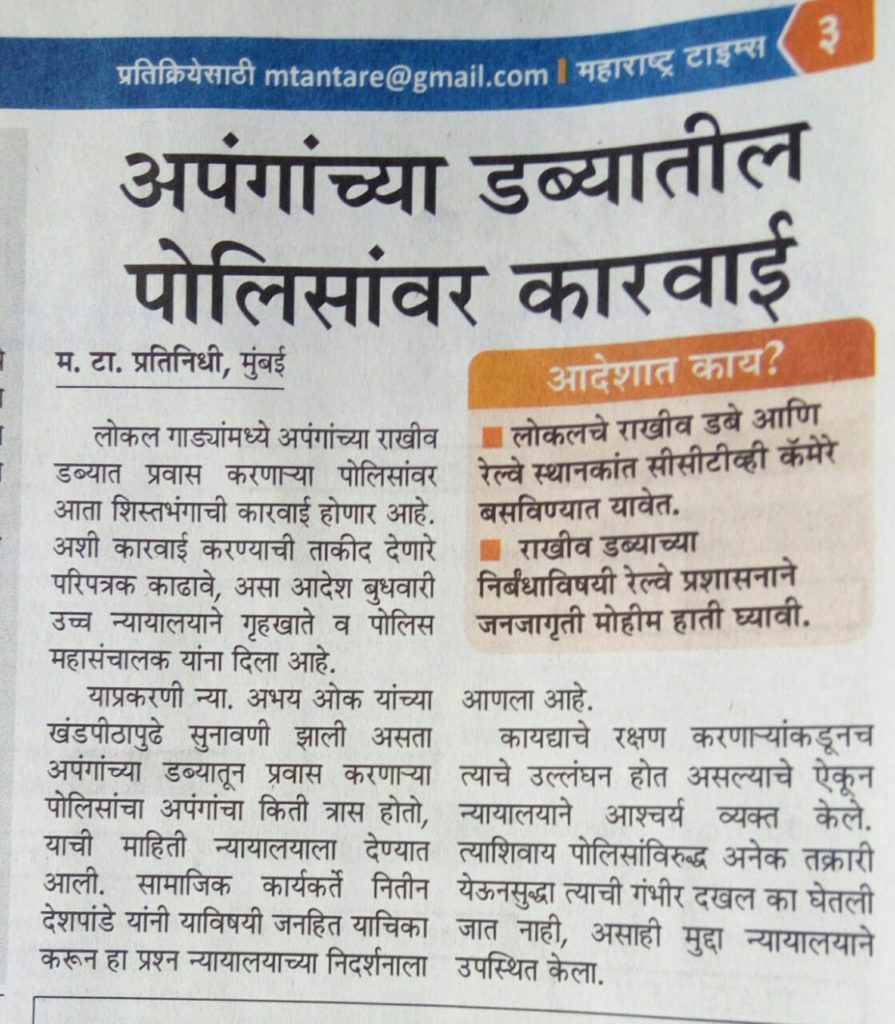 ३
प्रतिक्रियेसाठी mtantare@gmail.com | महाराष्ट्र टाइम्स
अपंगांच्या डब्यातील
पोलिसांवर कारवाई
म. टा. प्रतिनिधी, मुंबई
लोकल गाड्यांमध्ये अपंगांच्या राखीव
डब्यात प्रवास करणाऱ्या पोलिसांवर
आता शिस्तभंगाची कारवाई होणार आहे.
अशी कारवाई करण्याची ताकीद देणारे
परिपत्रक काढावे, असा आदेश बुधवारी
उच्च न्यायालयाने गृहखाते व पोलिस
महासंचालक यांना दिला आहे.
याप्रकरणी न्या. अभय ओक यांच्या
खंडपीठापुढे सुनावणी झाली असता
अपंगांच्या डब्यातून प्रवास करणाऱ्या
पोलिसांचा अपंगांचा किती त्रास होतो,
याची माहिती न्यायालयाला देण्यात
आली. सामाजिक कार्यकर्ते नितीन
देशपांडे यांनी याविषयी जनहित याचिका
करून हा प्रश्न न्यायालयाच्या निदर्शनाला
आदेशात काय?
■ लोकलचे राखीव डबे आणि
रेल्वे स्थानकांत सीसीटीव्ही कॅमेरे
बसविण्यात यावेत.
■ राखीव डब्याच्या
निर्बंधाविषयी रेल्वे प्रशासनाने
जनजागृती मोहीम हाती घ्यावी.
आणला आहे.
कायद्याचे रक्षण करणाऱ्यांकडूनच
त्याचे उल्लंघन होत असल्याचे ऐकून
न्यायालयाने आश्चर्य व्यक्त केले.
त्याशिवाय पोलिसांविरुद्ध अनेक तक्रारी
येऊनसुद्धा त्याची गंभीर दखल का घेतली
जात नाही, असाही मुद्दा न्यायालयाने
उपस्थित केला.